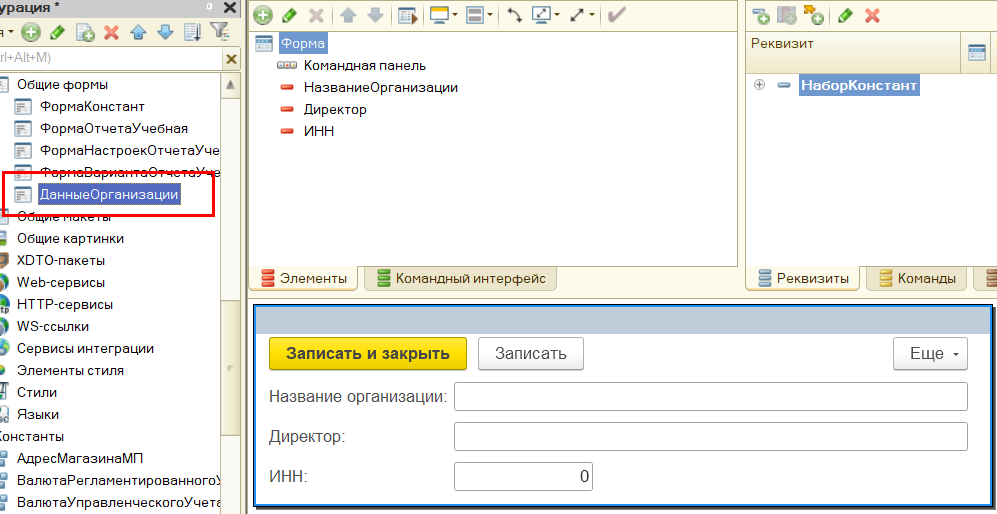 урация *
я
rl+Alt+M)
Общие формы
ФормаКонстант
ФормаОтчетаУчебная
ФормаНастроекОтчетаУче
ФормаВариантаОтчетаУче
ДанныеОрганизации
Общие макеты
Общие картинки
XDTO-пакеты
Web-сервисы
HTTP-сервисы
WS-ссылки
Сервисы интеграции
Элементы стиля
Стили
Языки
Константы
АдресМагазинаМП
ВалютаРегламентированногоУ
ВалютаУправленческогоУчета
Форма
Командная панель
НазваниеОрганизации
Директор
ИНН
Элементы
Командный интерфейс
Реквизит
НаборКонстант
Реквизиты
Команды
Записать и закрыть
Записать
Еще
Название организации:
Директор:
ИНН:
0